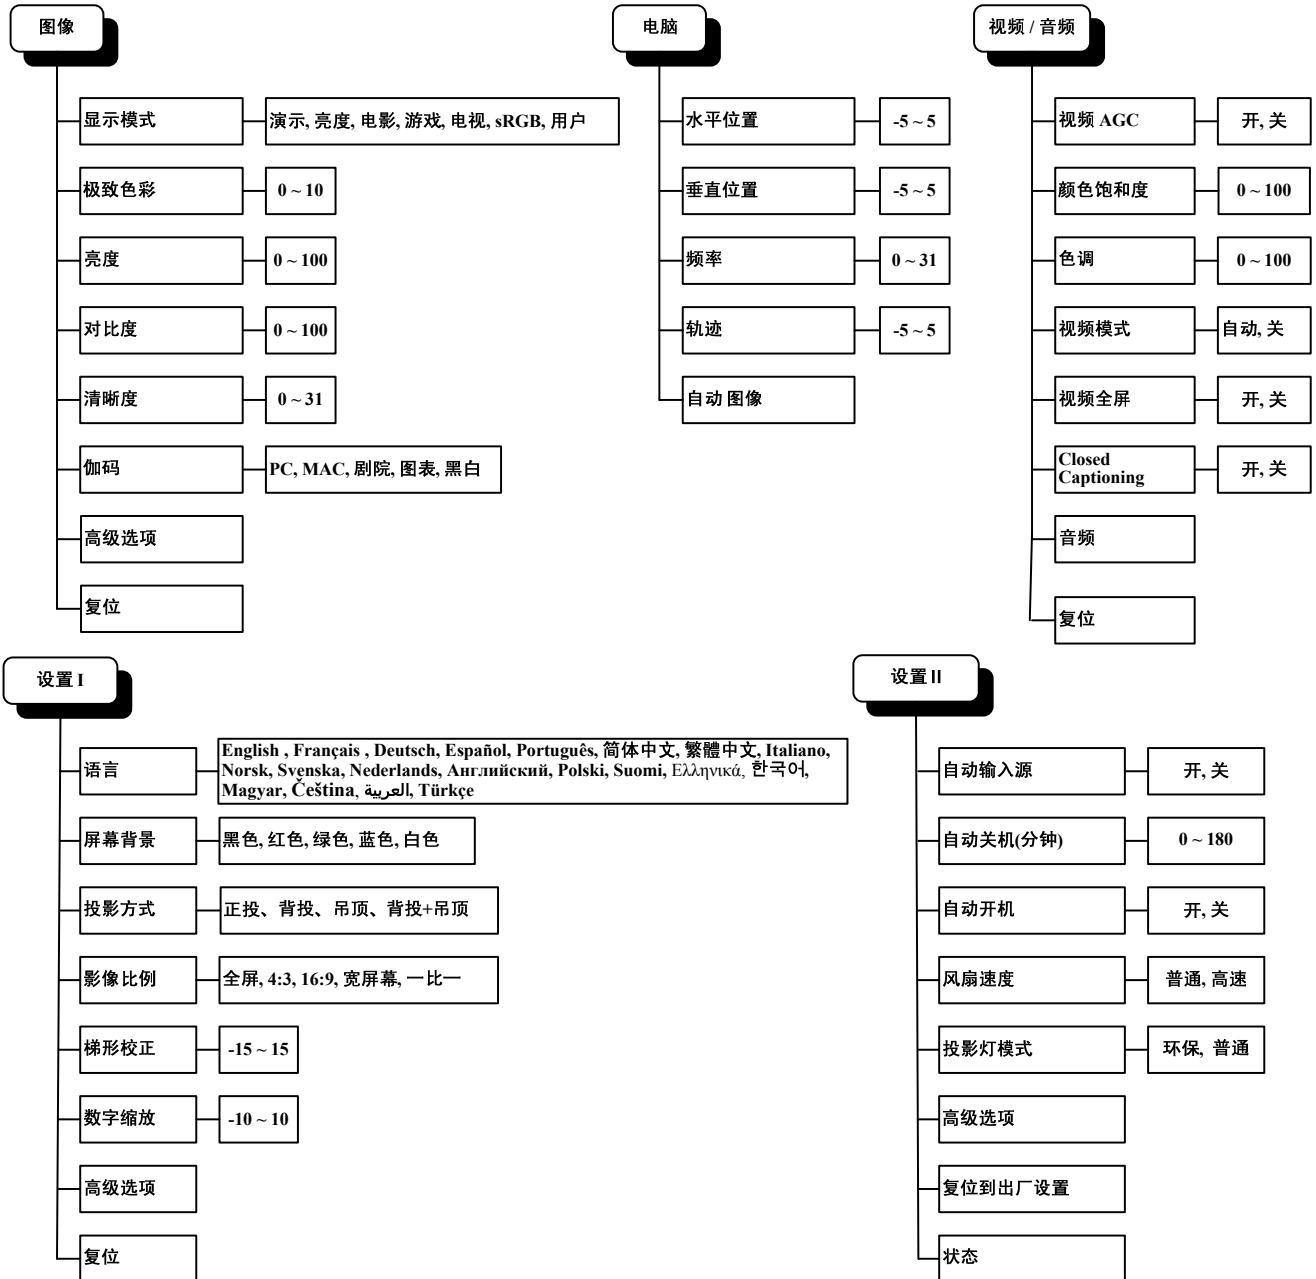 图像
显示模式
演示, 亮度, 电影, 游戏, 电视, sRGB, 用户
极致色彩
0 ~ 10
亮度
0 ~ 100
对比度
0 ~ 100
清晰度
0 ~ 31
伽码
PC, MAC, 剧院, 图表, 黑白
高级选项
复位
电脑
水平位置
-5 ~ 5
垂直位置
-5 ~ 5
频率
0 ~ 31
轨迹
-5 ~ 5
自动 图像
视频 / 音频
视频 AGC
开, 关
颜色饱和度
0 ~ 100
色调
0 ~ 100
视频模式
自动, 关
视频全屏
开, 关
Closed
Captioning
开, 关
音频
复位
设置 I
语言
English , Français , Deutsch, Español, Português, 简体中文, 繁體中文, Italiano,
Norsk, Svenska, Nederlands, Английский, Polski, Suomi, Ελληνικά, 한국어,
Magyar, Čeština, العربية, Türkçe
屏幕背景
黑色, 红色, 绿色, 蓝色, 白色
投影方式
正投、背投、吊顶、背投+吊顶
影像比例
全屏, 4:3, 16:9, 宽屏幕, 一比一
梯形校正
-15 ~ 15
数字缩放
-10 ~ 10
高级选项
复位
设置 II
自动输入源
开, 关
自动关机(分钟)
0 ~ 180
自动开机
开, 关
风扇速度
普通, 高速
投影灯模式
环保, 普通
高级选项
复位到出厂设置
状态